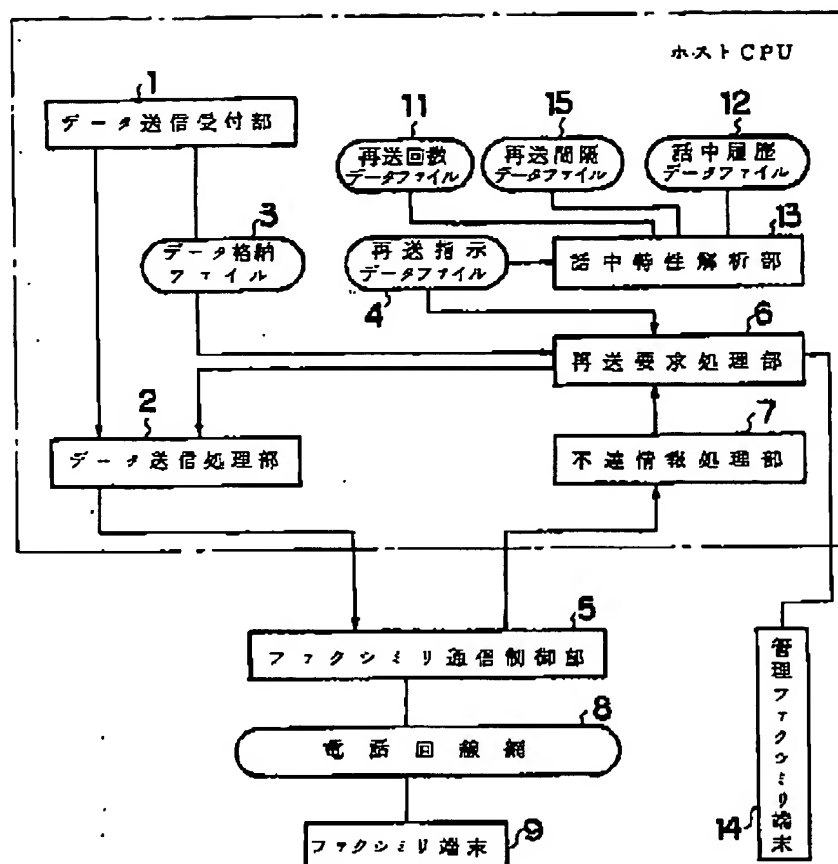 ホストCPU
1
データ送信受付部
11
再送回数
データファイル
15
再送間隔
データファイル
12
話中履歴
データファイル
3
データ格納
ファイル
再送指示
データファイル
4
13
話中特性解析部
6
再送要求処理部
2
データ送信処理部
7
不達情報処理部
5
ファクシミリ通信制御部
8
電話回線網
ファクシミリ端末
9
管理ファクシミリ端末
14